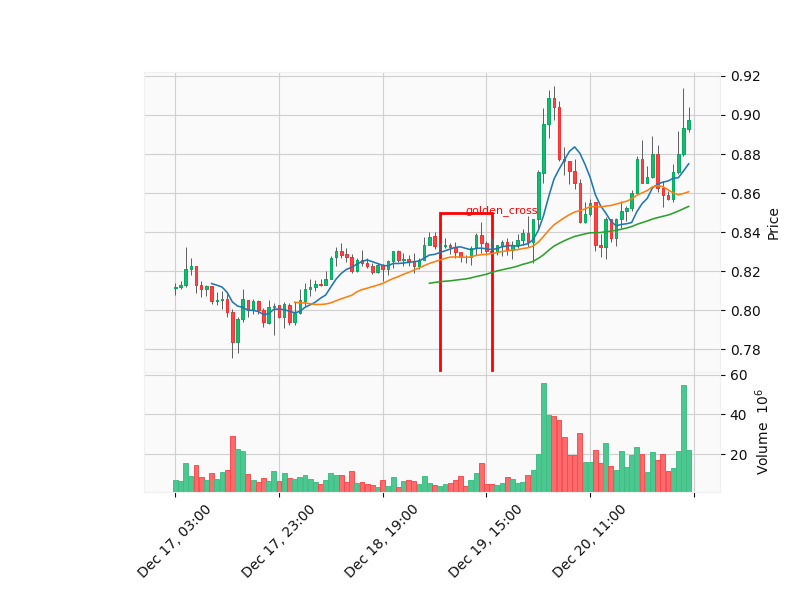 0.92
0.90
0.88
0.86
golden_cross
0.84
0.82
0.80
0.78
Price
60
40
20
Volume 10^6
Dec 17, 03:00
Dec 17, 23:00
Dec 18, 19:00
Dec 19, 15:00
Dec 20, 11:00